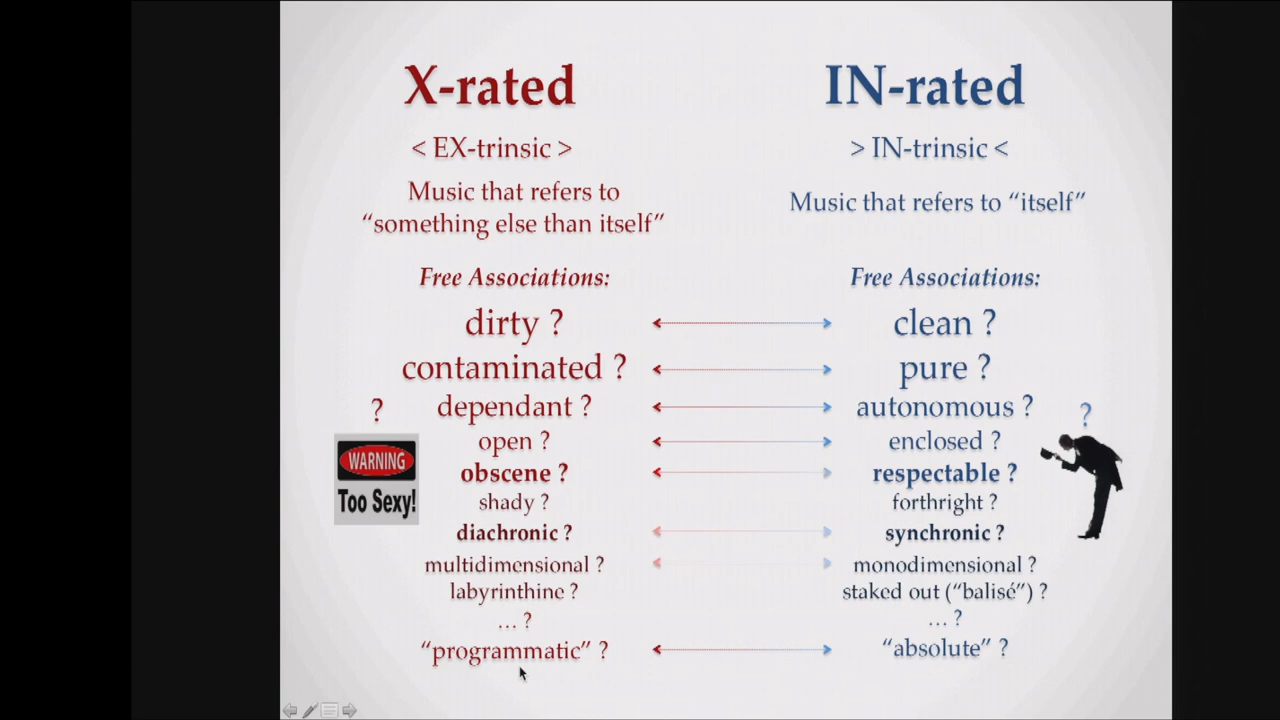 X-rated
IN-rated
< EX-trinsic >
> IN-trinsic <
Music that refers to
“something else than itself”
Music that refers to “itself”
Free Associations:
Free Associations:
dirty ?
clean ?
contaminated ?
pure ?
?
dependant ?
autonomous ?
?
open ?
enclosed ?
WARNING
Too Sexy!
obscene ?
respectable ?
shady ?
forthright ?
diachronic ?
synchronic ?
multidimensional ?
monodimensional ?
labyrinthine ?
staked out (“balisé”) ?
… ?
… ?
“programmatic” ?
“absolute” ?